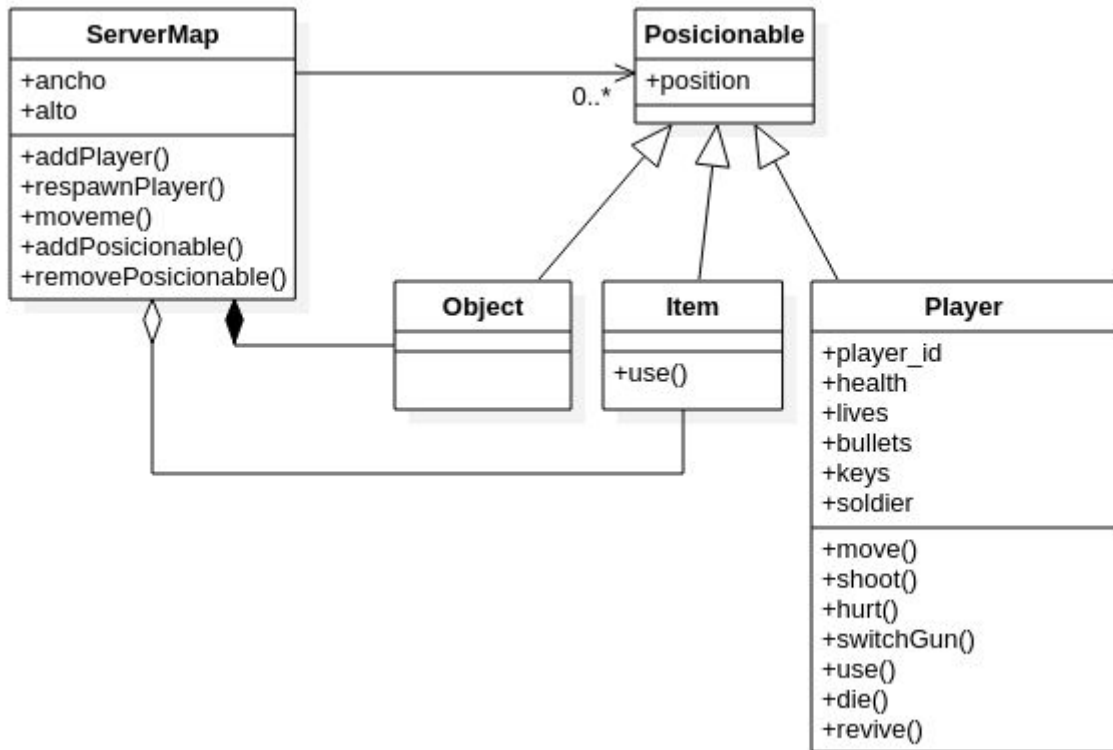 ServerMap
+ancho
+alto
+addPlayer()
+respawnPlayer()
+moveme()
+addPosicionable()
+removePosicionable()
0..*
Posicionable
+position
Object
Item
+use()
Player
+player_id
+health
+lives
+bullets
+keys
+soldier
+move()
+shoot()
+hurt()
+switchGun()
+use()
+die()
+revive()